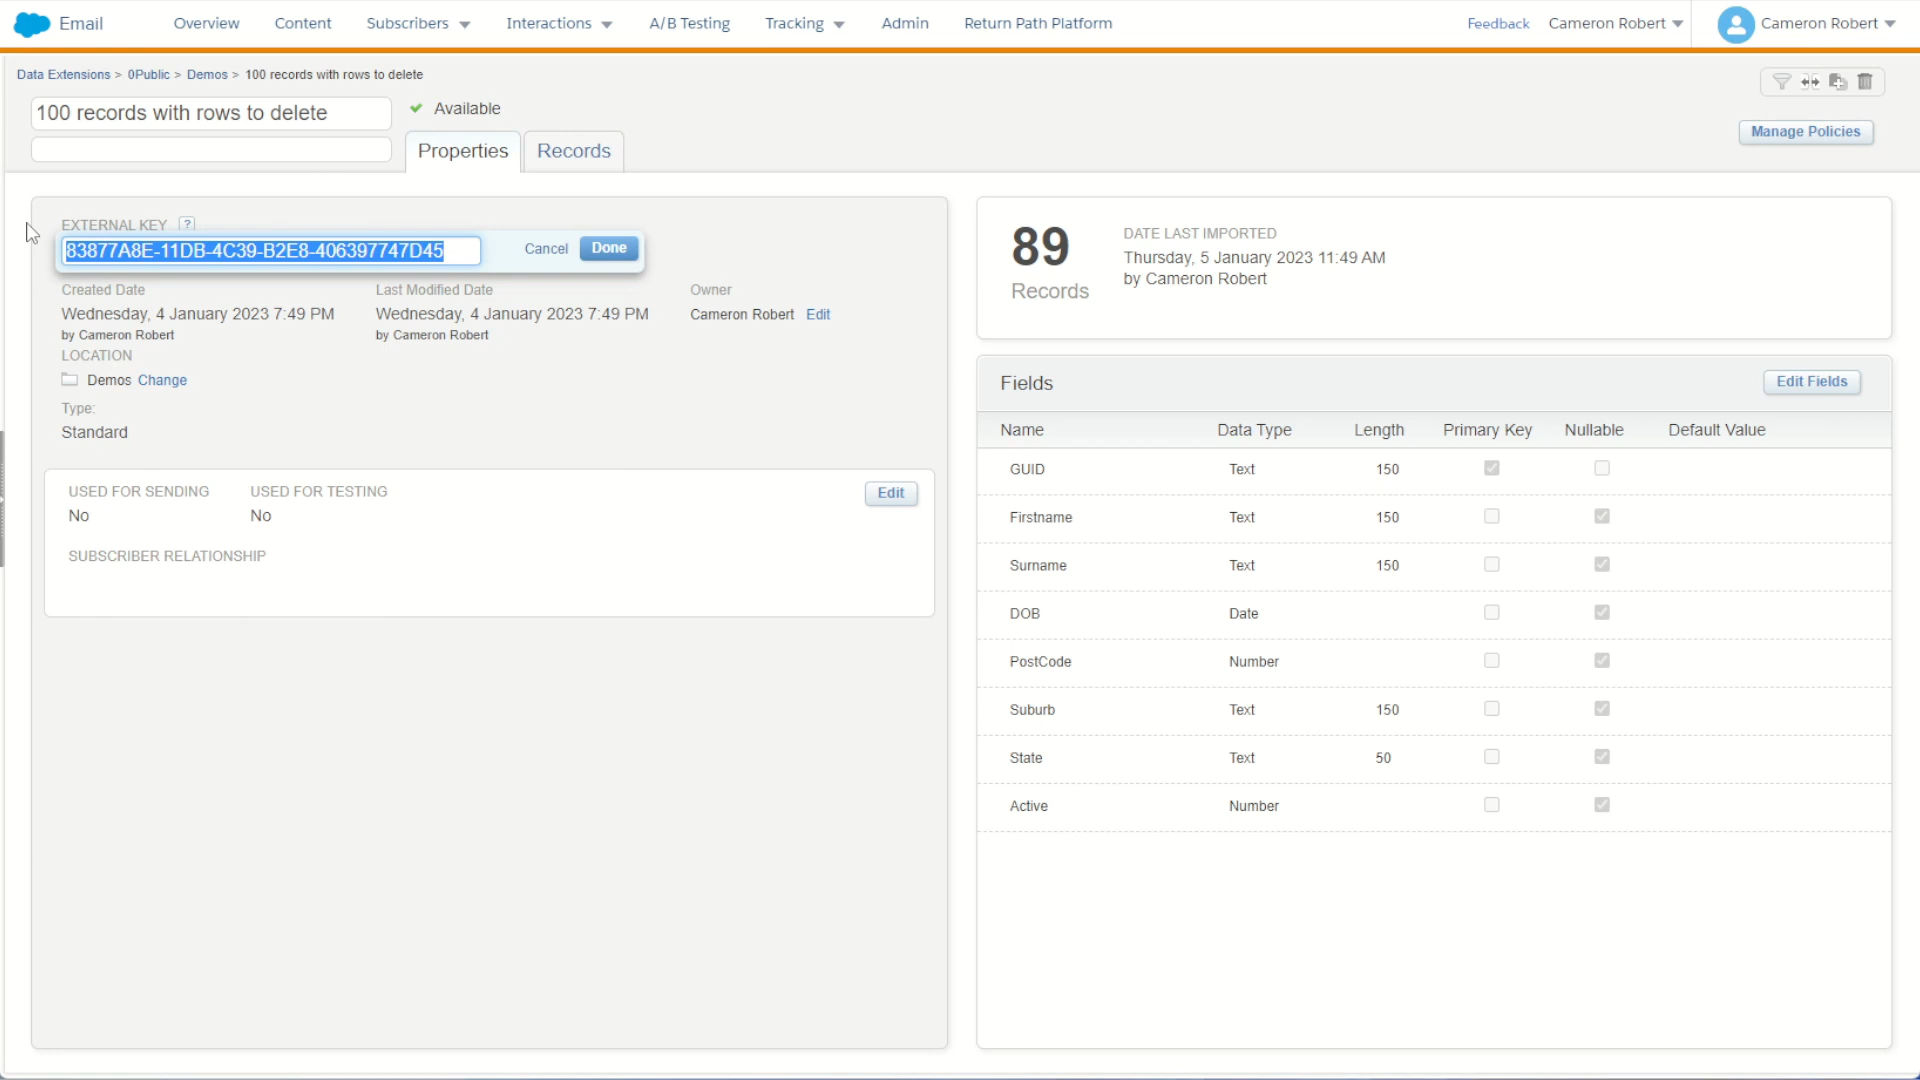 Email
Overview
Content
Subscribers
Interactions
A/B Testing
Tracking
Admin
Return Path Platform
Feedback
Cameron Robert
Cameron Robert
Data Extensions > 0Public > Demos > 100 records with rows to delete
100 records with rows to delete
Available
Properties
Records
Manage Policies
EXTERNAL KEY ?
83877A8E-11DB-4C39-B2E8-406397747D45
Cancel
Done
Created Date
Wednesday, 4 January 2023 7:49 PM
by Cameron Robert
Last Modified Date
Wednesday, 4 January 2023 7:49 PM
by Cameron Robert
Owner
Cameron Robert Edit
LOCATION
Demos Change
Type:
Standard
USED FOR SENDING
No
USED FOR TESTING
No
Edit
SUBSCRIBER RELATIONSHIP
89
Records
DATE LAST IMPORTED
Thursday, 5 January 2023 11:49 AM
by Cameron Robert
Fields
Edit Fields
Name Data Type Length Primary Key Nullable Default Value
GUID Text 150
Firstname Text 150
Surname Text 150
DOB Date
PostCode Number
Suburb Text 150
State Text 50
Active Number